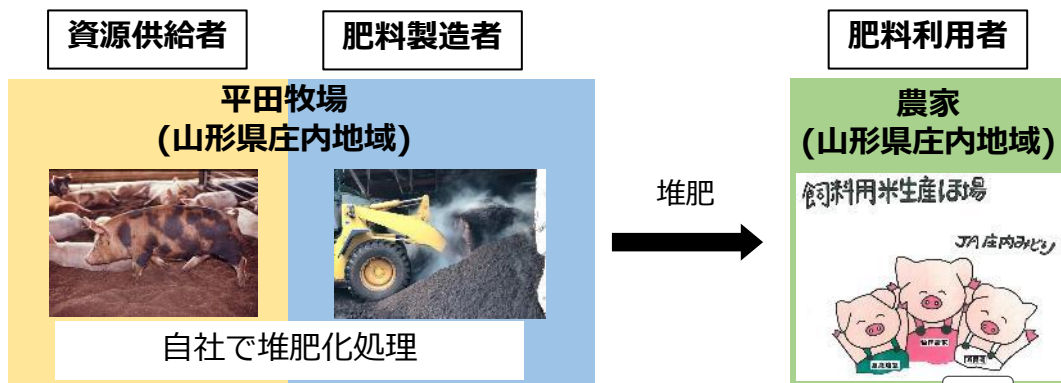 資源供給者
肥料製造者
肥料利用者
平田牧場
(山形県庄内地域)
自社で堆肥化処理
堆肥
農家
(山形県庄内地域)
飼料用米生産ほ場
JA庄内みどり